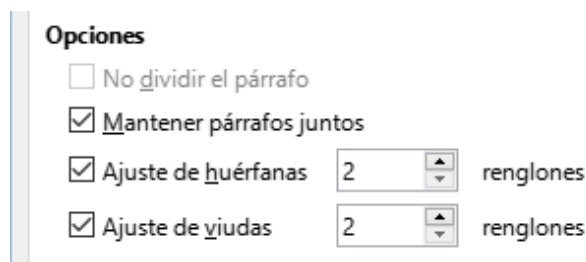 Opciones
No dividir el párrafo
Mantener párrafos juntos
Ajuste de huérfanas 2 renglones
Ajuste de viudas 2 renglones